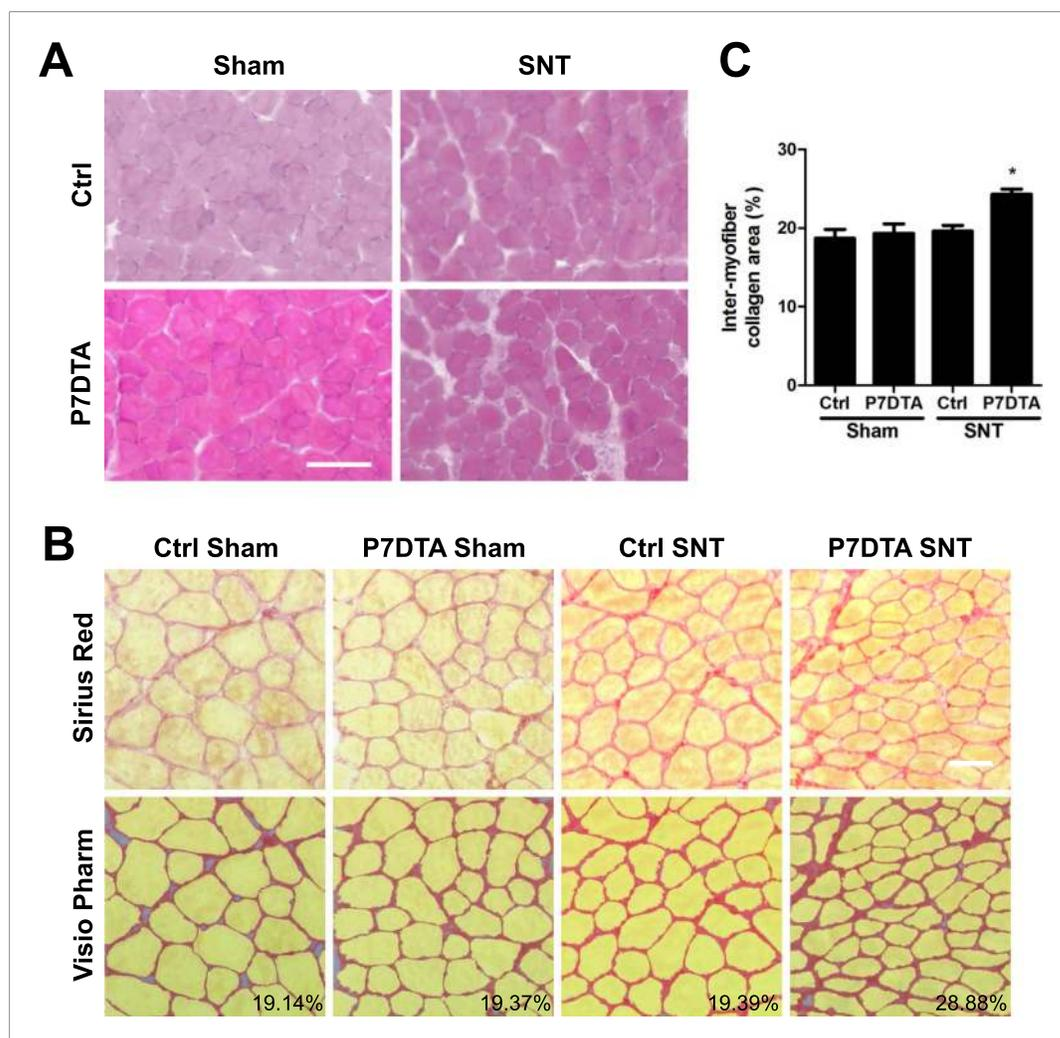 A
Sham
SNT
Ctrl
P7DTA
C
Inter-myofiber
collagen area (%)
30
20
10
0
*
Ctrl P7DTA Ctrl P7DTA
Sham SNT
B
Ctrl Sham
P7DTA Sham
Ctrl SNT
P7DTA SNT
Sirius Red
Visio Pharm
19.14%
19.37%
19.39%
28.88%